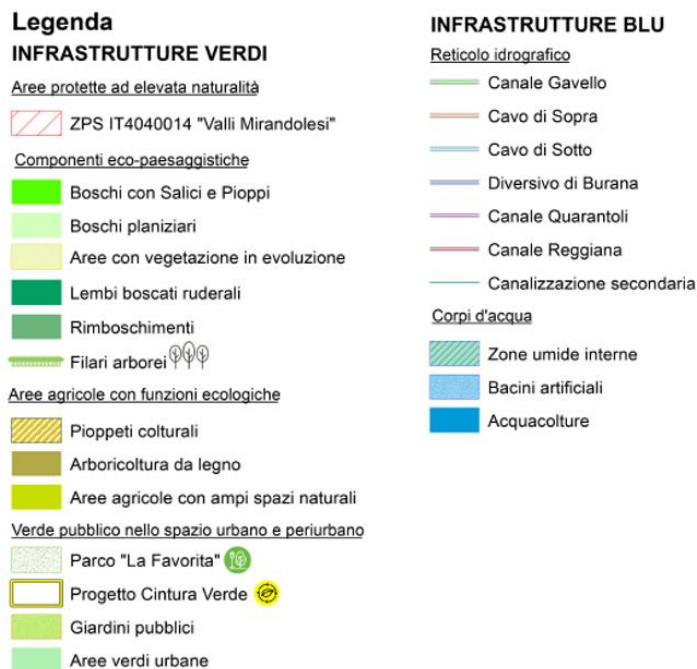 Legenda
INFRASTRUTTURE VERDI
Aree protette ad elevata naturalità
ZPS IT4040014 "Valli Mirandolesi"
Componenti eco-paesaggistiche
Boschi con Salici e Pioppi
Boschi planiziari
Aree con vegetazione in evoluzione
Lembi boscati ruderali
Rimboschimenti
Filari arborei
Aree agricole con funzioni ecologiche
Pioppeti colturali
Arboricoltura da legno
Aree agricole con ampi spazi naturali
Verde pubblico nello spazio urbano e periurbano
Parco "La Favorita"
Progetto Cintura Verde
Giardini pubblici
Aree verdi urbane
INFRASTRUTTURE BLU
Reticolo idrografico
Canale Gavello
Cavo di Sopra
Cavo di Sotto
Diversivo di Burana
Canale Quarantoli
Canale Reggiana
Canalizzazione secondaria
Corpi d'acqua
Zone umide interne
Bacini artificiali
Acquacolture